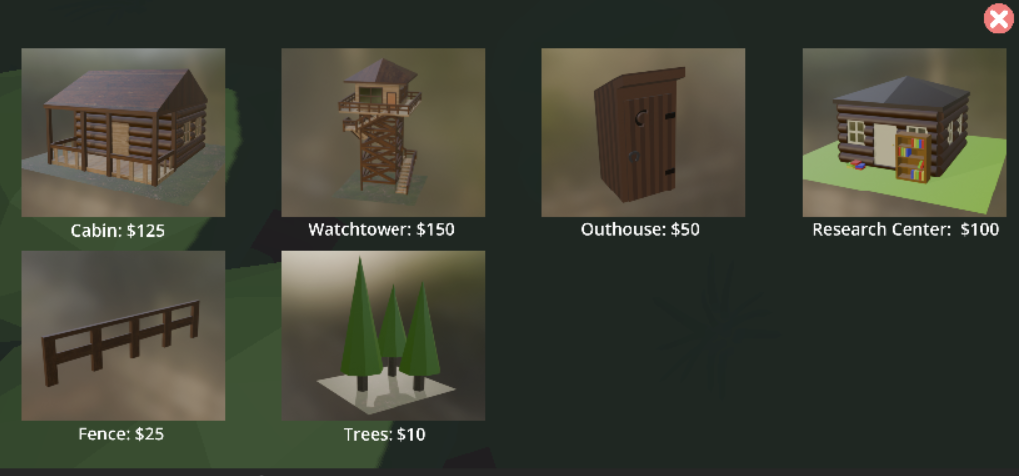 Cabin: $125
Watchtower: $150
Outhouse: $50
Research Center:  $100
Fence: $25
Trees: $10